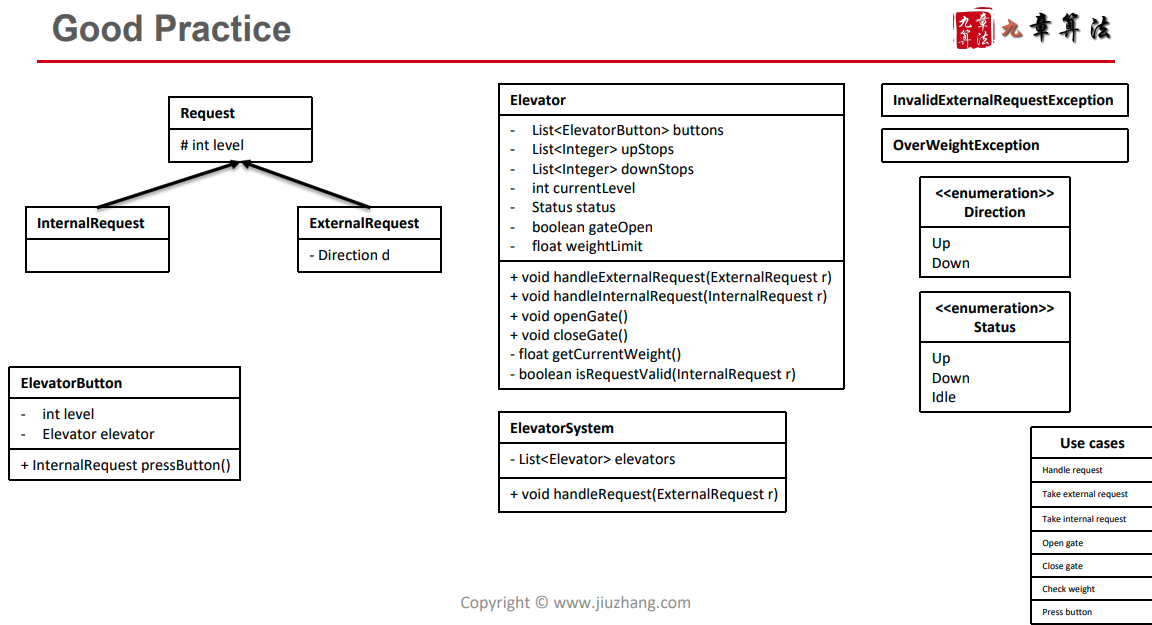 Good Practice
九章算法
九章算法
Request
# int level
InternalRequest
ExternalRequest
- Direction d
ElevatorButton
- int level
- Elevator elevator
+ InternalRequest pressButton()
Elevator
- List<ElevatorButton> buttons
- List<Integer> upStops
- List<Integer> downStops
- int currentLevel
- Status status
- boolean gateOpen
- float weightLimit
+ void handleExternalRequest(ExternalRequest r)
+ void handleInternalRequest(InternalRequest r)
+ void openGate()
+ void closeGate()
- float getCurrentWeight()
- boolean isRequestValid(InternalRequest r)
ElevatorSystem
- List<Elevator> elevators
+ void handleRequest(ExternalRequest r)
InvalidExternalRequestException
OverWeightException
<<enumeration>>
Direction
Up
Down
<<enumeration>>
Status
Up
Down
Idle
Use cases
Handle request
Take external request
Take internal request
Open gate
Close gate
Check weight
Press button
Copyright © www.jiuzhang.com